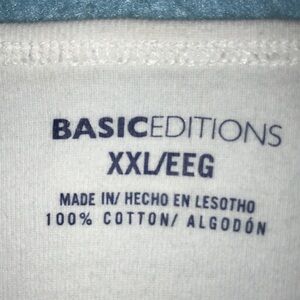 BASICEDITIONS
XXL/EEG
MADE IN/ HECHO EN LESOTHO
100% COTTON/ ALGODÓN